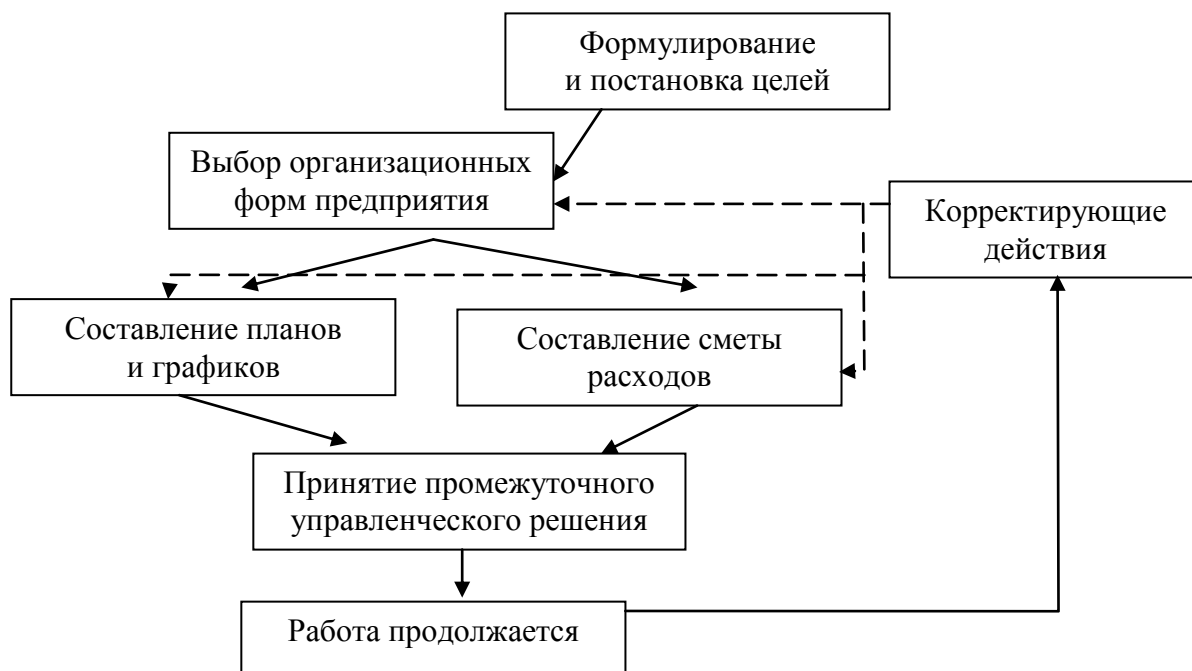 Формулирование
и постановка целей
Выбор организационных
форм предприятия
Корректирующие
действия
Составление планов
и графиков
Составление сметы
расходов
Принятие промежуточного
управленческого решения
Работа продолжается